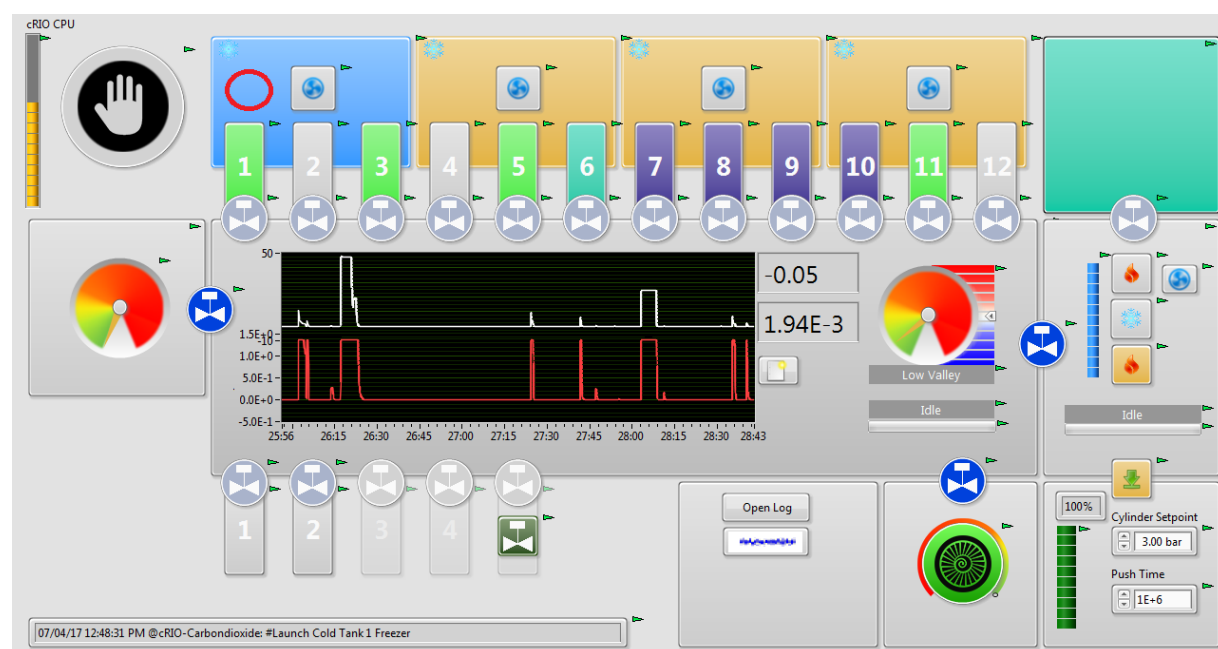 cRIO CPU
1 2 3 4 5 6 7 8 9 10 11 12
50
-10
1.5E+0
1.0E+0
5.0E-1
0.0E+0
-5.0E-1
25:56 26:15 26:30 26:45 27:00 27:15 27:30 27:45 28:00 28:15 28:30 28:43
-0.05
1.94E-3
Low Valley
Idle
Idle
1 2 3 4
Open Log
100%
Cylinder Setpoint
3.00 bar
Push Time
1E+6
07/04/17 12:48:31 PM @cRIO-Carbondioxide: #Launch Cold Tank 1 Freezer